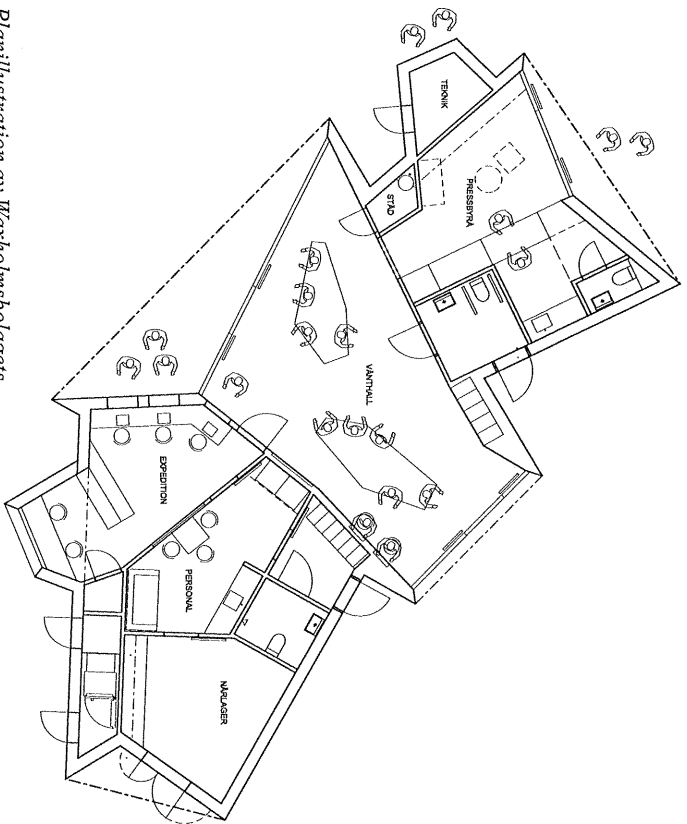 TEKNIK
PRESSBYRÅ
STÄD
VÄNTHALL
EXPEDITION
PERSONAL
NÄRLAGER
Planillustration av Waxholmsbolagets